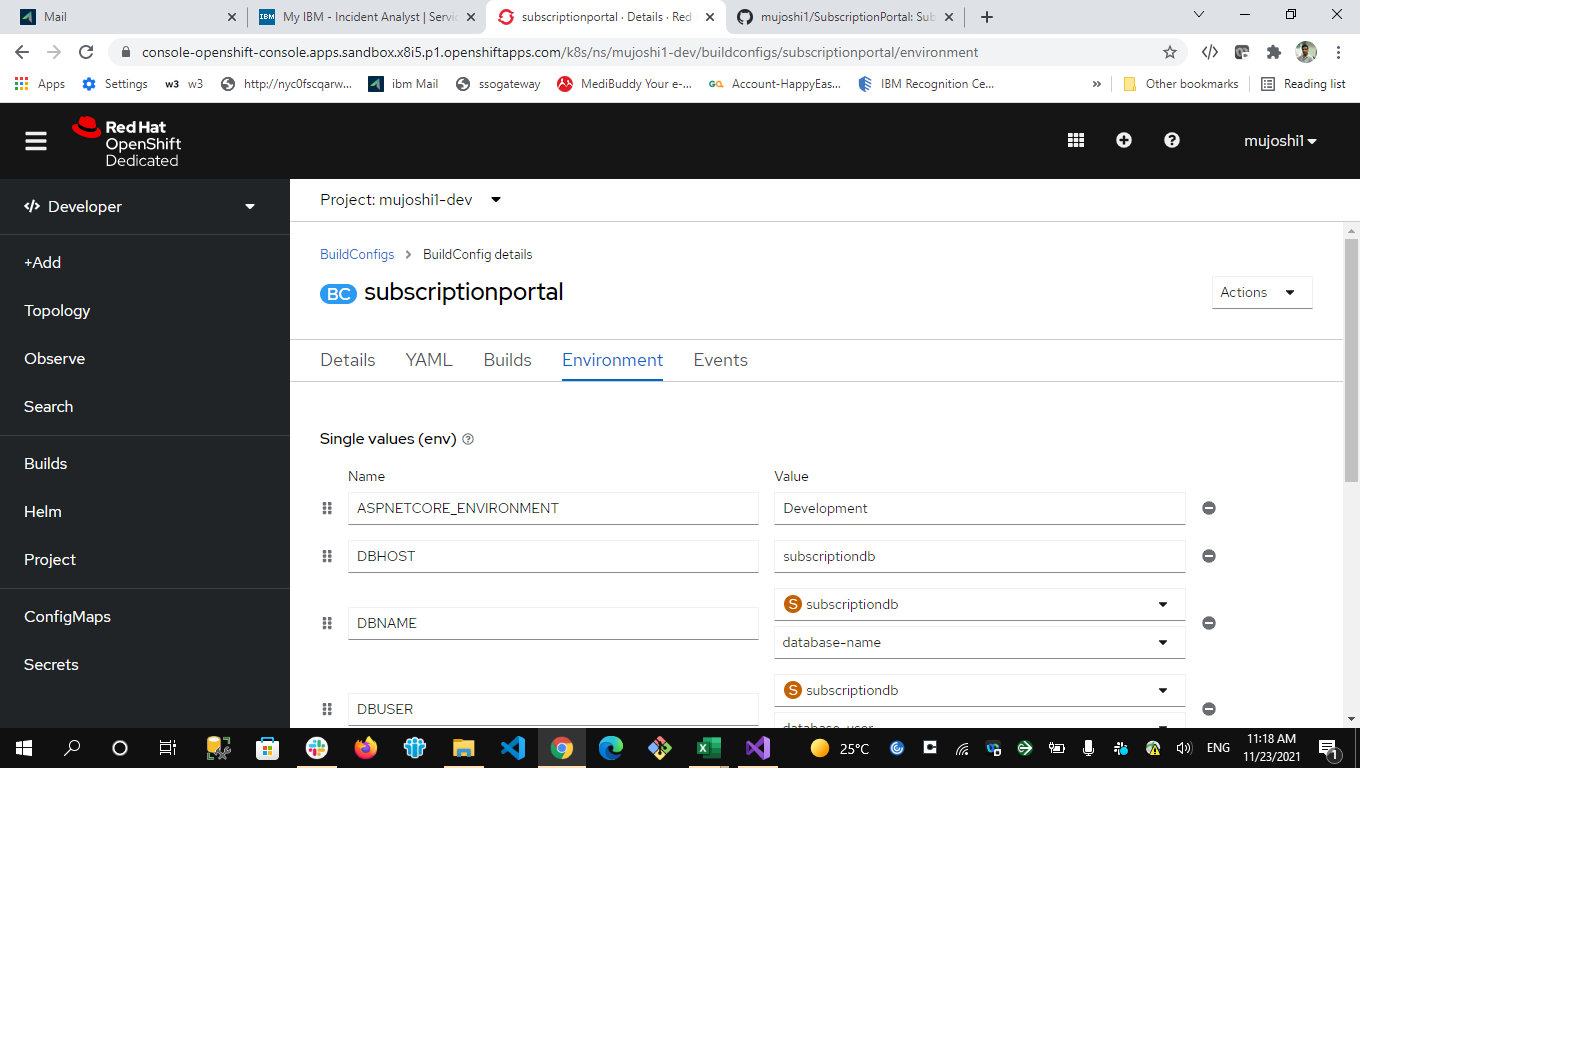 Mail
My IBM - Incident Analyst | Servic
subscriptionportal · Details · Red
mujoshi1/SubscriptionPortal: Sub
console-openshift-console.apps.sandbox.x8i5.p1.openshiftapps.com/k8s/ns/mujoshi1-dev/buildconfigs/subscriptionportal/environment
Apps
Settings
w3 w3
http://nyc0fscqarw...
ibm Mail
ssogateway
MediBuddy Your e-...
GO Account-HappyEas...
IBM Recognition Ce...
»
Other bookmarks
Reading list
Red Hat
OpenShift
Dedicated
mujoshi1
Developer
Project: mujoshi1-dev
+Add
Topology
Observe
Search
Builds
Helm
Project
ConfigMaps
Secrets
BuildConfigs > BuildConfig details
BC subscriptionportal
Actions
Details YAML Builds Environment Events
Single values (env)
Name Value
ASPNETCORE_ENVIRONMENT Development
DBHOST subscriptiondb
DBNAME
S subscriptiondb
database-name
DBUSER
S subscriptiondb
database-user
25°C
ENG
11:18 AM
11/23/2021
1